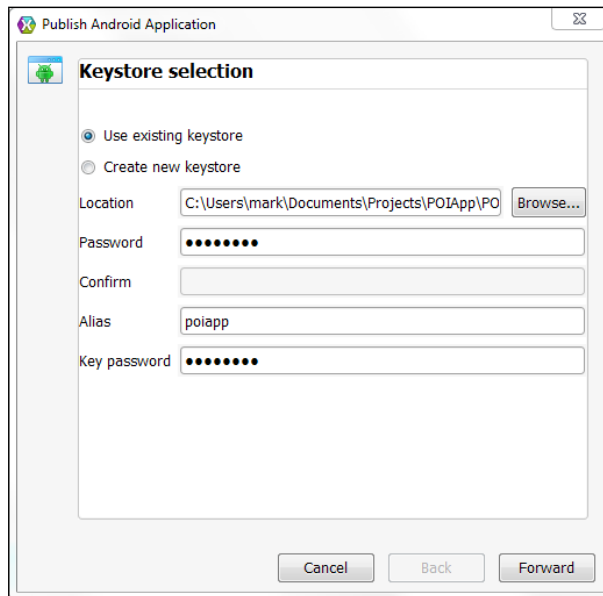 Publish Android Application
Keystore selection
Use existing keystore
Create new keystore
Location C:\Users\mark\Documents\Projects\POIApp\PO Browse...
Password ●●●●●●●●
Confirm
Alias poiapp
Key password ●●●●●●●●
Cancel Back Forward